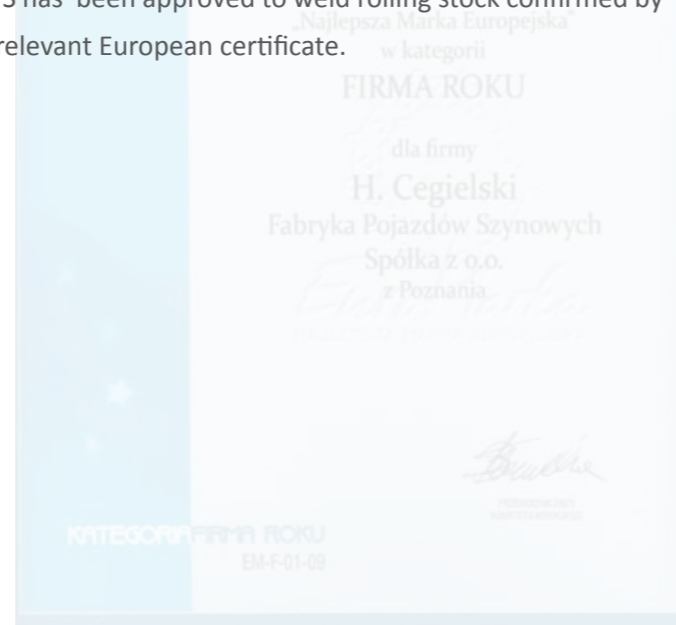 S has been approved to weld rolling stock confirmed by
relevant European certificate.
„Najlepsza Marka Europejska”
w kategorii
FIRMA ROKU
dla firmy
H. Cegielski
Fabryka Pojazdów Szynowych
Spółka z o.o.
z Poznania
KATEGORIA FIRMA ROKU
EM-F-01-09